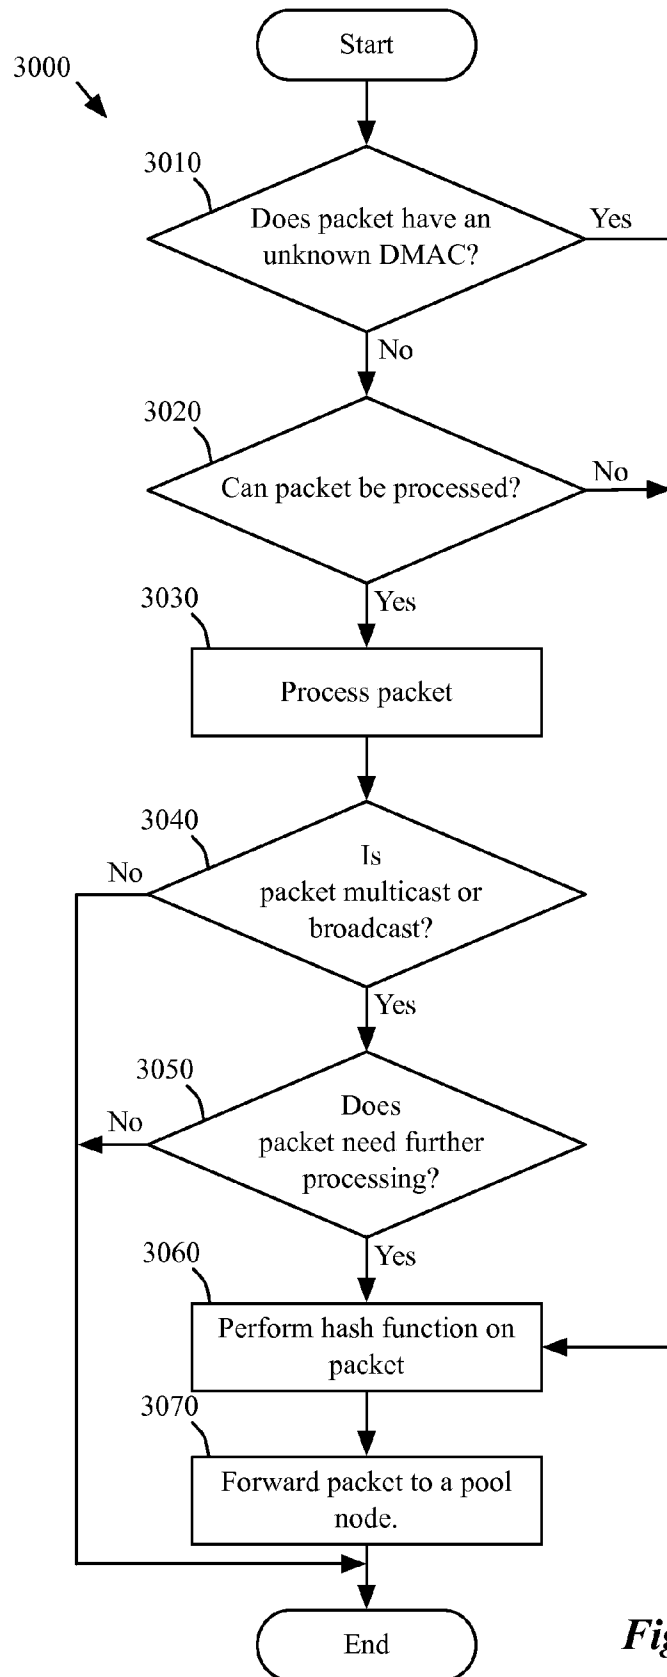 Start
3000
3010
Does packet have an
unknown DMAC?
Yes
No
3020
Can packet be processed?
No
Yes
3030
Process packet
3040
Is
packet multicast or
broadcast?
No
Yes
3050
Does
packet need further
processing?
No
Yes
3060
Perform hash function on
packet
3070
Forward packet to a pool
node.
End